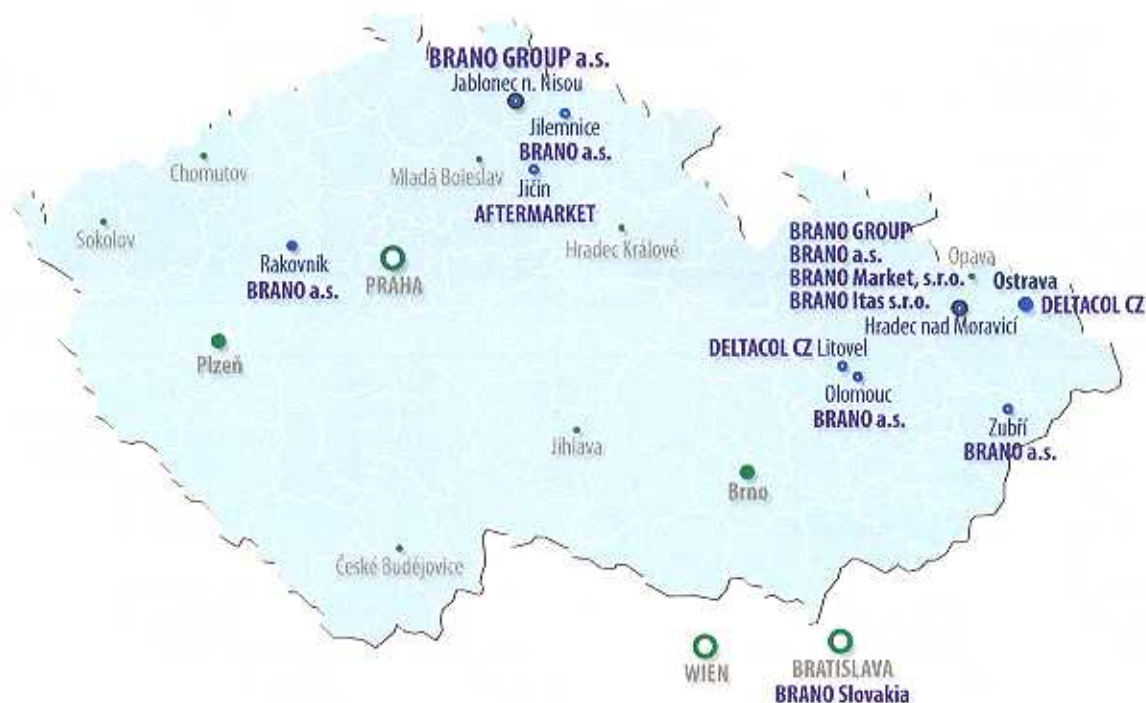 BRANO GROUP a.s.
Jablonec n. Nisou
Jilemnice
BRANO a.s.
Chomutov
Mladá Boleslav
Jičín
AFTERMARKET
Sokolov
Hradec Králové
Rakovník
BRANO a.s.
PRAHA
BRANO GROUP
BRANO a.s.
BRANO Market, s.r.o.
BRANO Itas s.r.o.
Opava
Ostrava
DELTACOL CZ
Hradec nad Moravicí
Plzeň
DELTACOL CZ Litovel
Olomouc
BRANO a.s.
Zubří
BRANO a.s.
Jihlava
Brno
České Budějovice
WIEN
BRATISLAVA
BRANO Slovakia